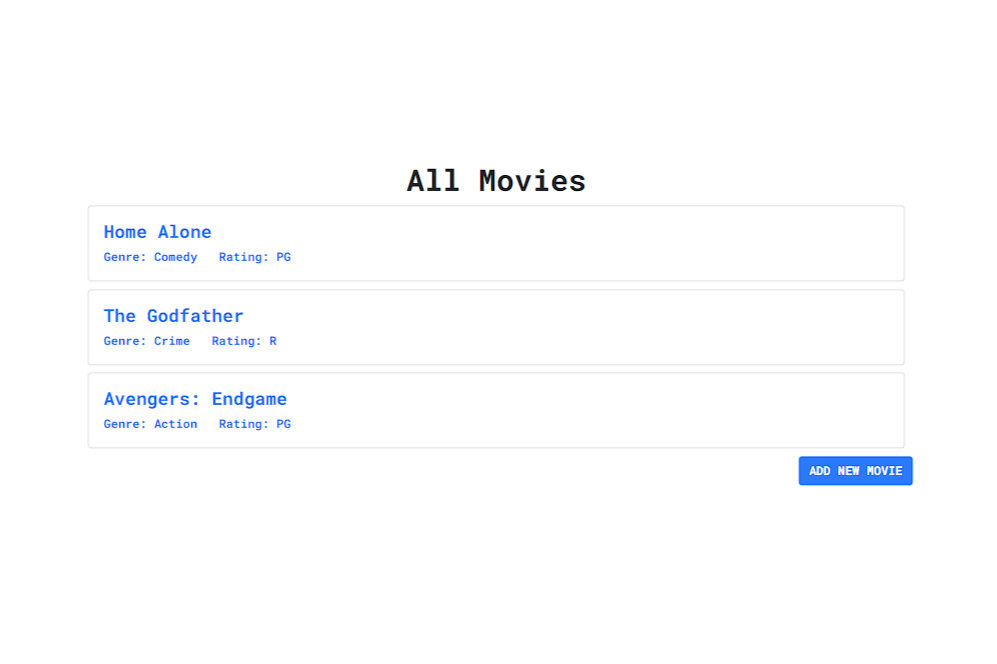 All Movies
Home Alone
Genre: Comedy Rating: PG
The Godfather
Genre: Crime Rating: R
Avengers: Endgame
Genre: Action Rating: PG
ADD NEW MOVIE